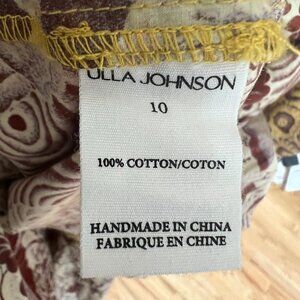 ULLA JOHNSON
10
100% COTTON/COTON
HANDMADE IN CHINA
FABRIQUE EN CHINE